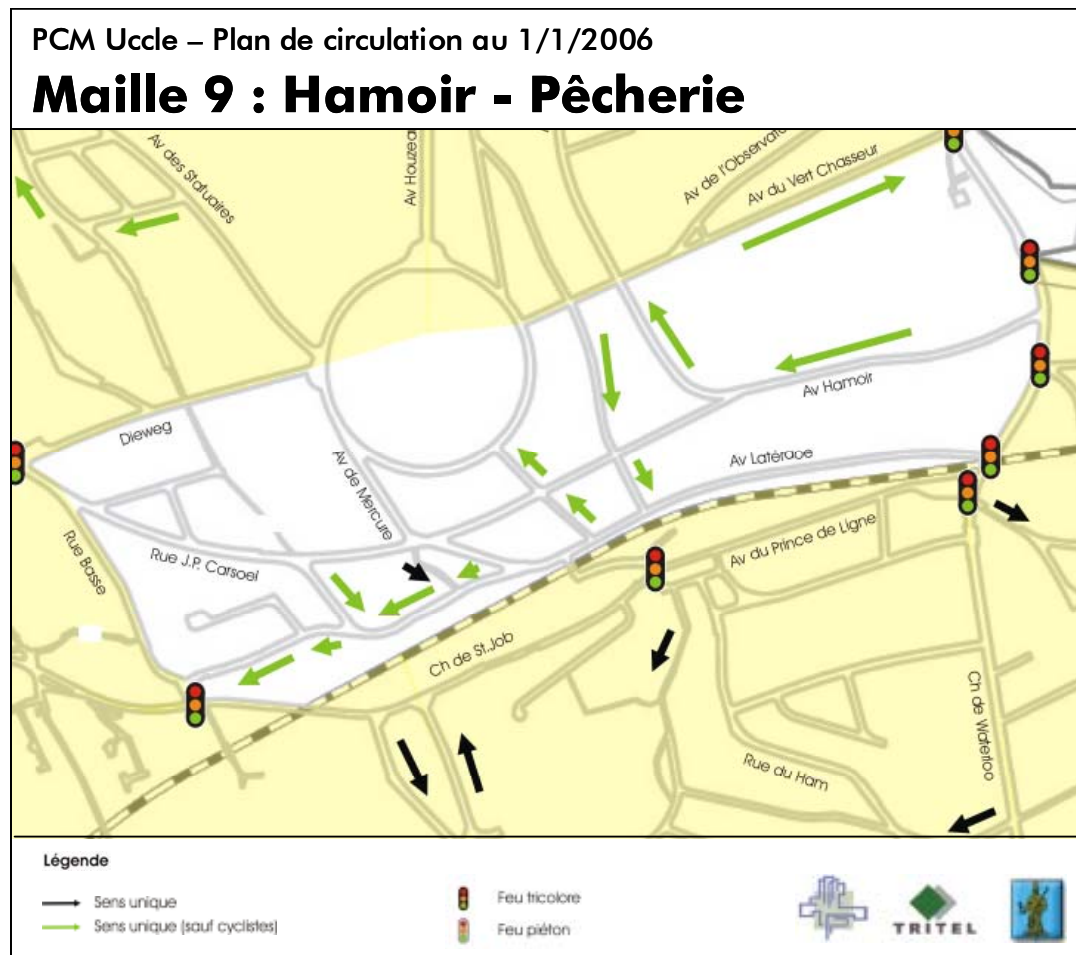 PCM Uccle – Plan de circulation au 1/1/2006
Maille 9 : Hamoir - Pêcherie
Av des Statuaires
Av Houzea
Av de l'Observato
Av du Vert Chasseur
Av Hamoir
Dieweg
Av de Mercure
Av Latérale
Rue Basse
Rue J.P. Carsoel
Av du Prince de Ligne
Ch de St.Job
Ch de Waterloo
Rue du Ham
Légende
Sens unique
Sens unique (sauf cyclistes)
Feu tricolore
Feu piéton
TRITEL